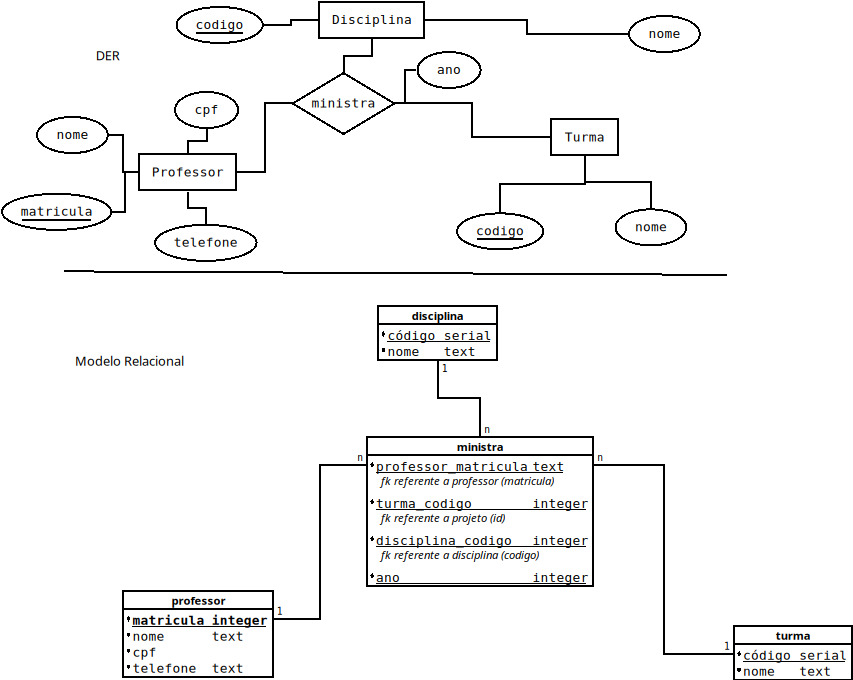 Disciplina
codigo
nome
DER
ano
ministra
cpf
nome
Turma
Professor
matricula
codigo
nome
telefone
disciplina
código serial
nome text
Modelo Relacional
1
n
ministra
n
n
professor_matricula text
fk referente a professor (matricula)
turma_codigo integer
fk referente a projeto (id)
disciplina_codigo integer
fk referente a disciplina (codigo)
ano integer
professor
1
matricula integer
nome text
cpf
telefone text
turma
1
código serial
nome text